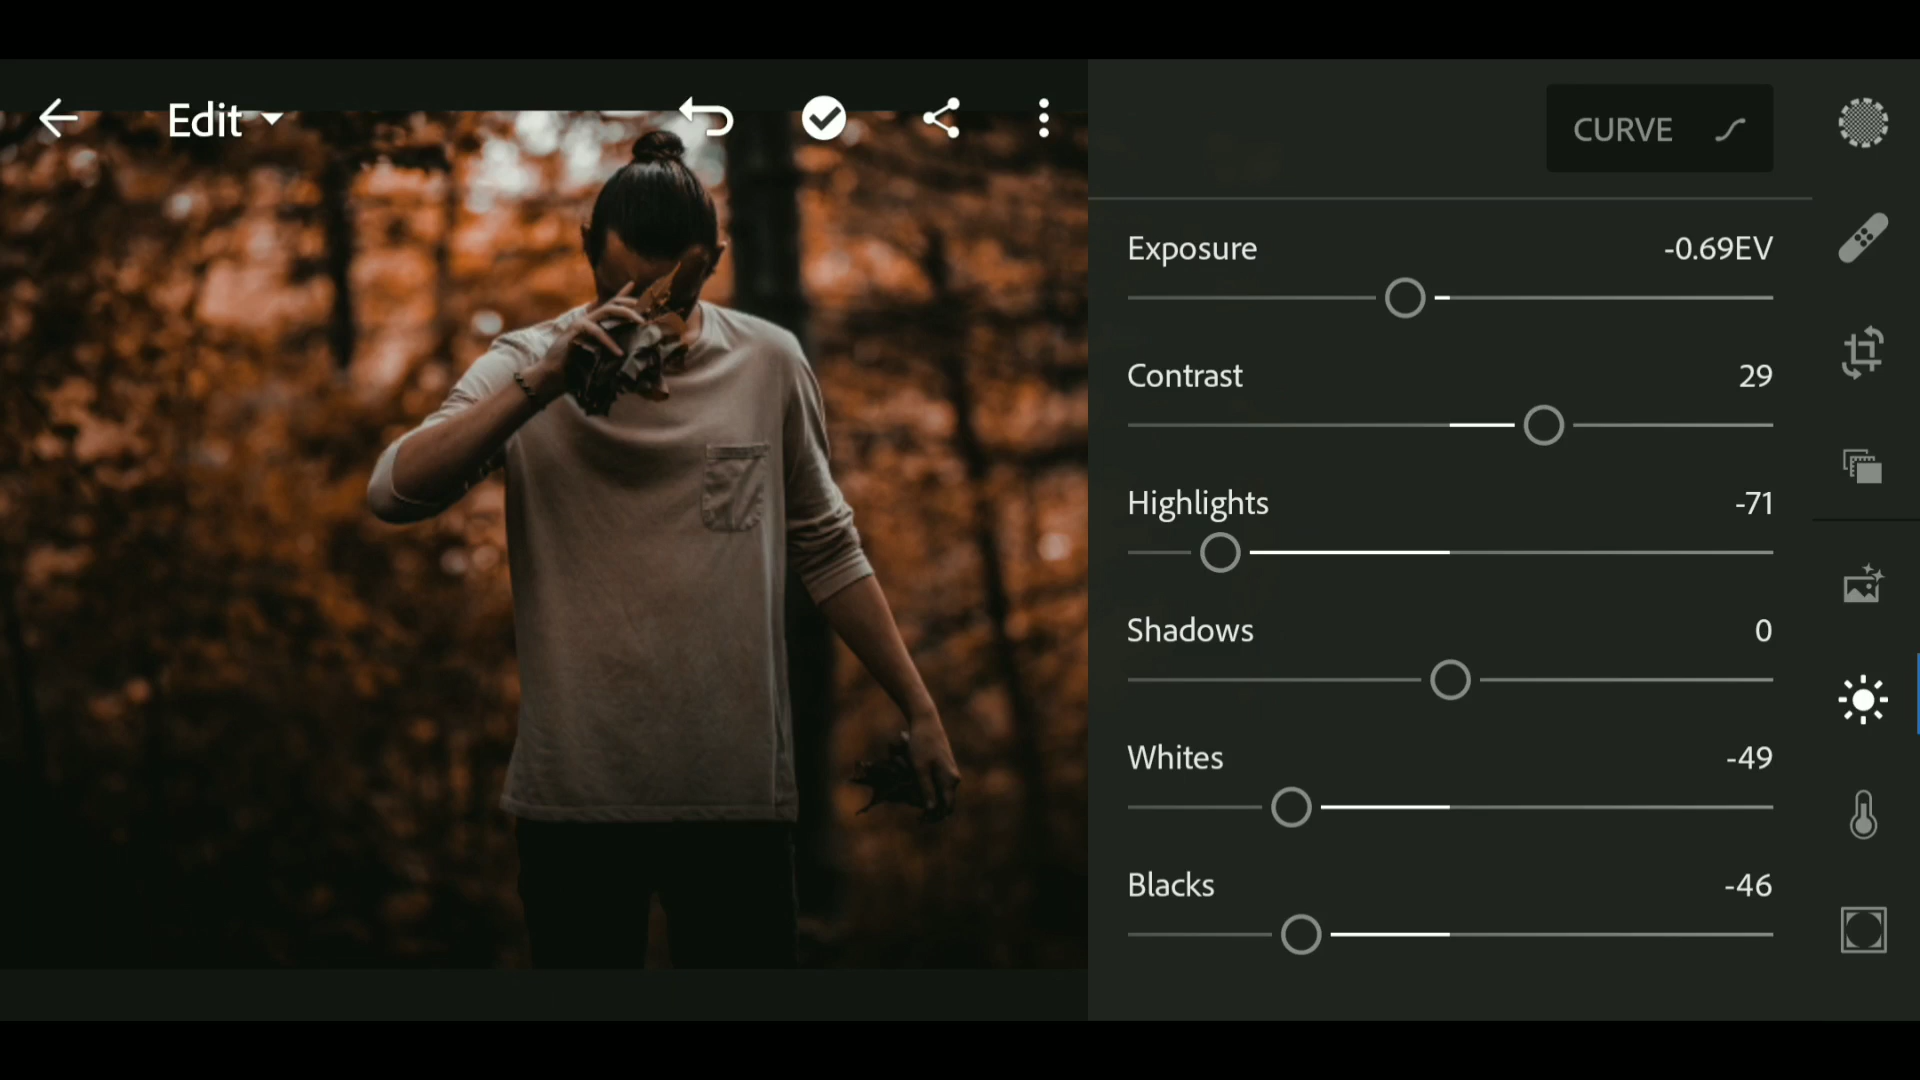 Edit
CURVE
Exposure -0.69EV
Contrast 29
Highlights -71
Shadows 0
Whites -49
Blacks -46